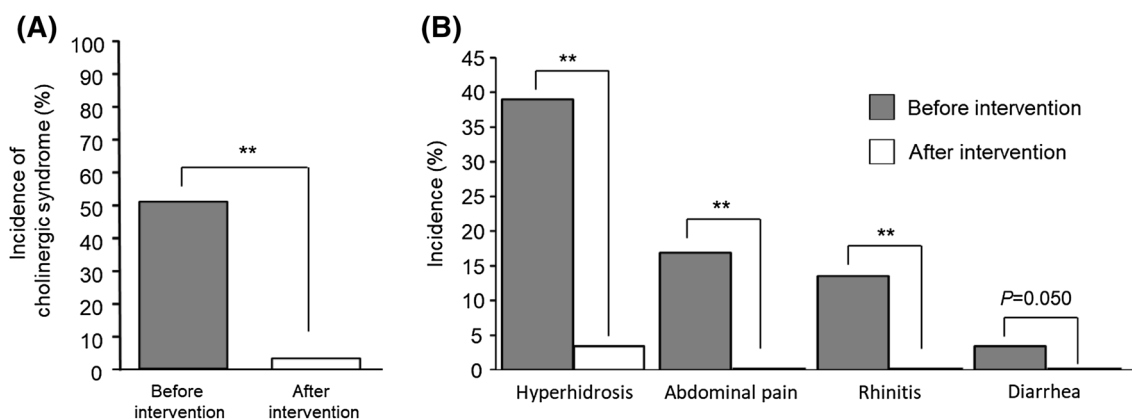 (A)
Incidence of
cholinergic syndrome (%)
100
90
80
70
60
50
40
30
20
10
0
**
Before
intervention
After
intervention
(B)
Incidence (%)
45
40
35
30
25
20
15
10
5
0
**
**
**
P=0.050
Before intervention
After intervention
Hyperhidrosis
Abdominal pain
Rhinitis
Diarrhea